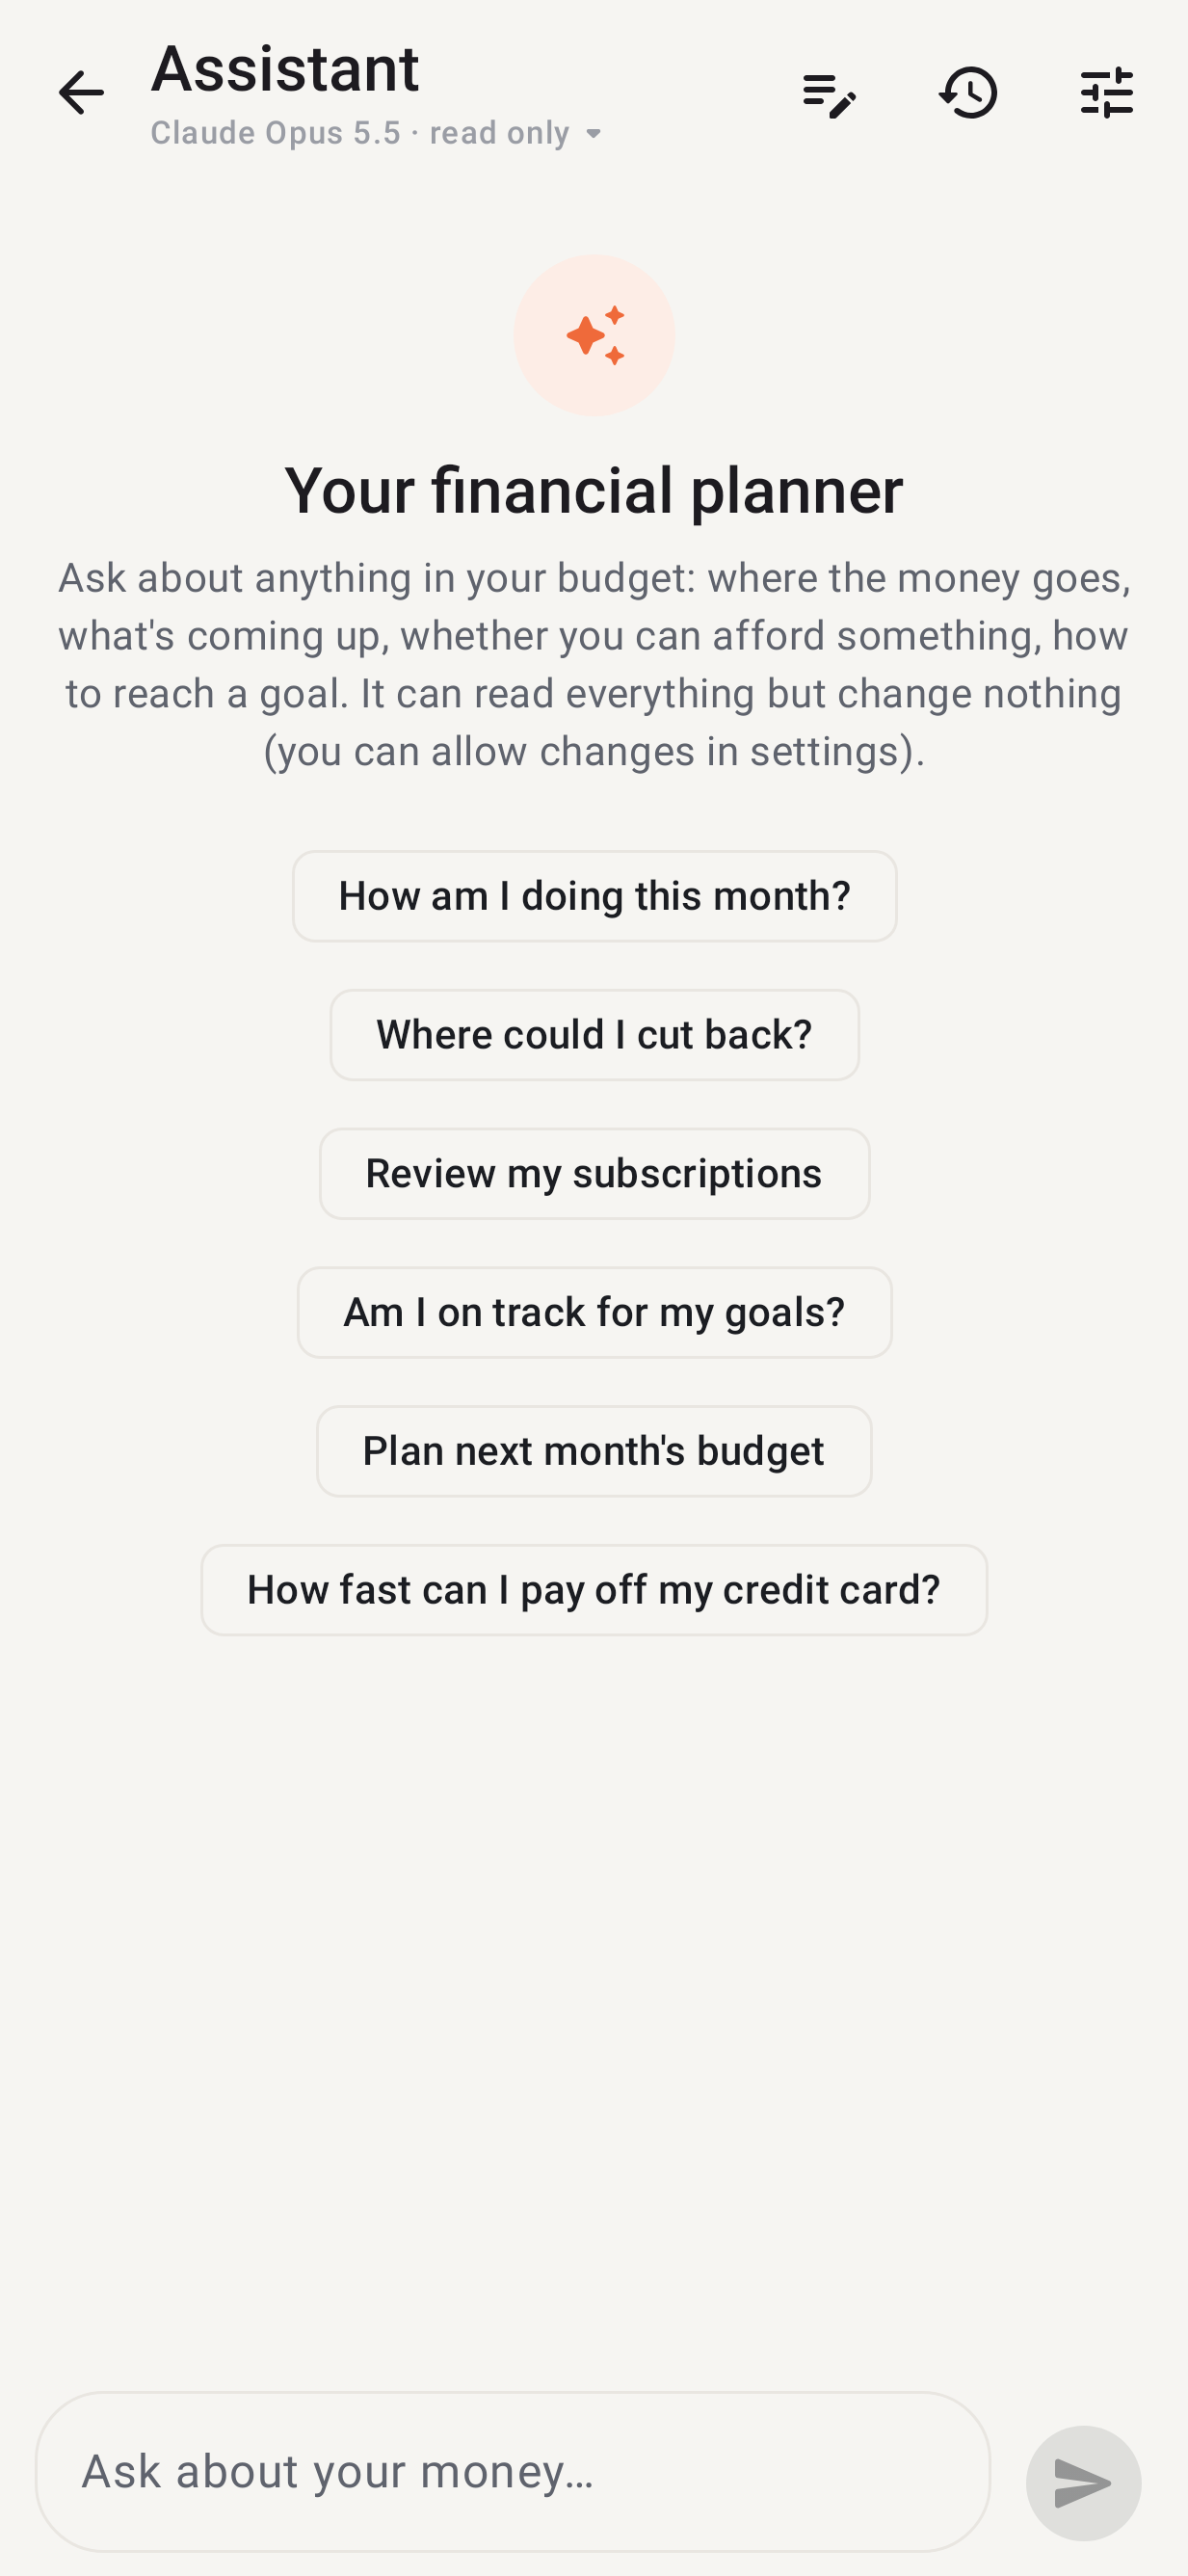 Assistant
Claude Opus 5.5 · read only
Your financial planner
Ask about anything in your budget: where the money goes,
what's coming up, whether you can afford something, how
to reach a goal. It can read everything but change nothing
(you can allow changes in settings).
How am I doing this month?
Where could I cut back?
Review my subscriptions
Am I on track for my goals?
Plan next month's budget
How fast can I pay off my credit card?
Ask about your money…